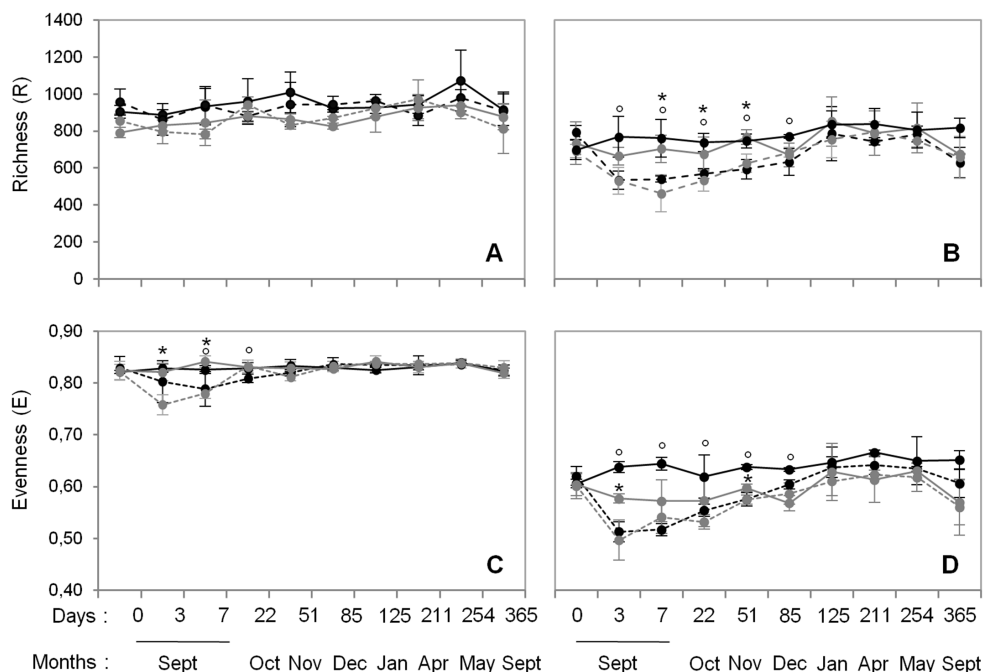 1400
1200
1000
800
600
400
200
0
Richness (R)
A
* * *
B
0,90
0,80
0,70
0,60
0,50
0,40
Evenness (E)
* *
C
* *
D
Days : 0 3 7 22 51 85 125 211 254 365 0 3 7 22 51 85 125 211 254 365
Months : Sept Oct Nov Dec Jan Apr May Sept Sept Oct Nov Dec Jan Apr May Sept